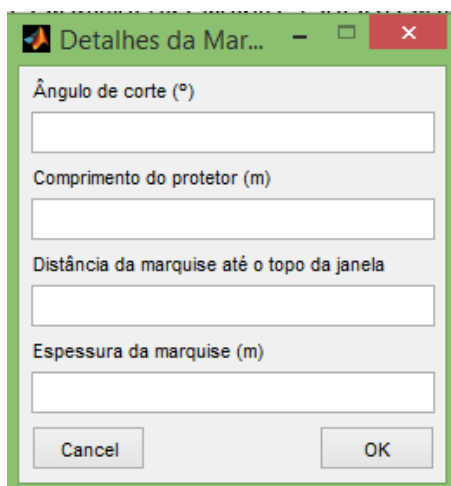 Detalhes da Mar...
Ângulo de corte (º)
Comprimento do protetor (m)
Distância da marquise até o topo da janela
Espessura da marquise (m)
Cancel
OK